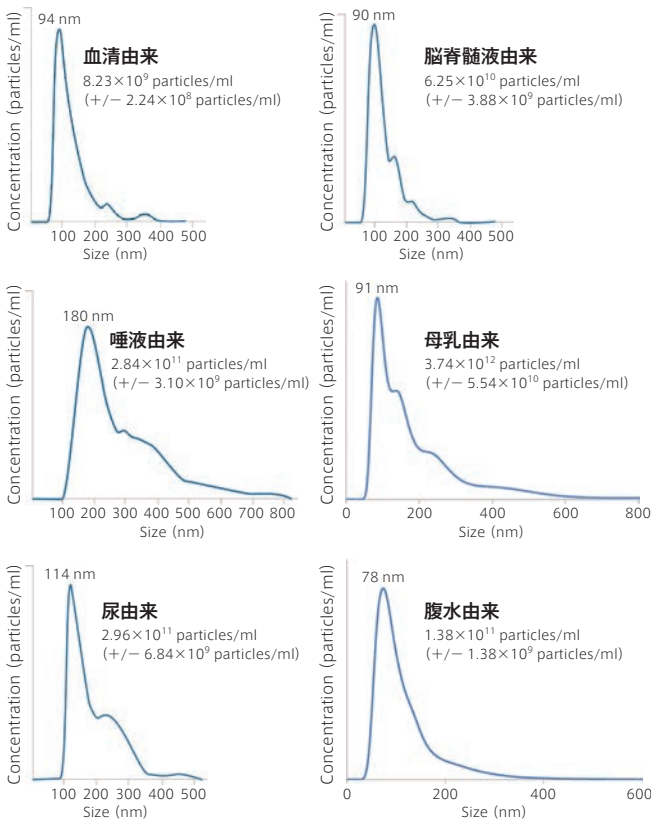 94 nm
血清由来
8.23×10⁹ particles/ml
(+/− 2.24×10⁸ particles/ml)
Concentration (particles/ml)
100 200 300 400 500
Size (nm)
90 nm
脳脊髄液由来
6.25×10¹⁰ particles/ml
(+/− 3.88×10⁹ particles/ml)
Concentration (particles/ml)
100 200 300 400 500
Size (nm)
180 nm
唾液由来
2.84×10¹¹ particles/ml
(+/− 3.10×10⁹ particles/ml)
Concentration (particles/ml)
100 200 300 400 500 600 700 800
Size (nm)
91 nm
母乳由来
3.74×10¹² particles/ml
(+/− 5.54×10¹⁰ particles/ml)
Concentration (particles/ml)
0 200 400 600 800
Size (nm)
114 nm
尿由来
2.96×10¹¹ particles/ml
(+/− 6.84×10⁹ particles/ml)
Concentration (particles/ml)
100 200 300 400 500
Size (nm)
78 nm
腹水由来
1.38×10¹¹ particles/ml
(+/− 1.38×10⁹ particles/ml)
Concentration (particles/ml)
0 200 400 600
Size (nm)